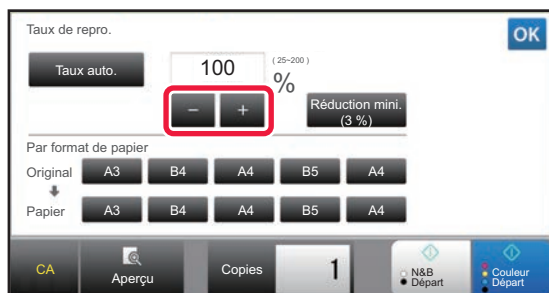 Taux de repro.
OK
Taux auto.
100
( 25~200 )
%
− +
Réduction mini.
(3 %)
Par format de papier
Original A3 B4 A4 B5 A4
Papier A3 B4 A4 B5 A4
CA
Aperçu
Copies
1
N&B
Départ
Couleur
Départ